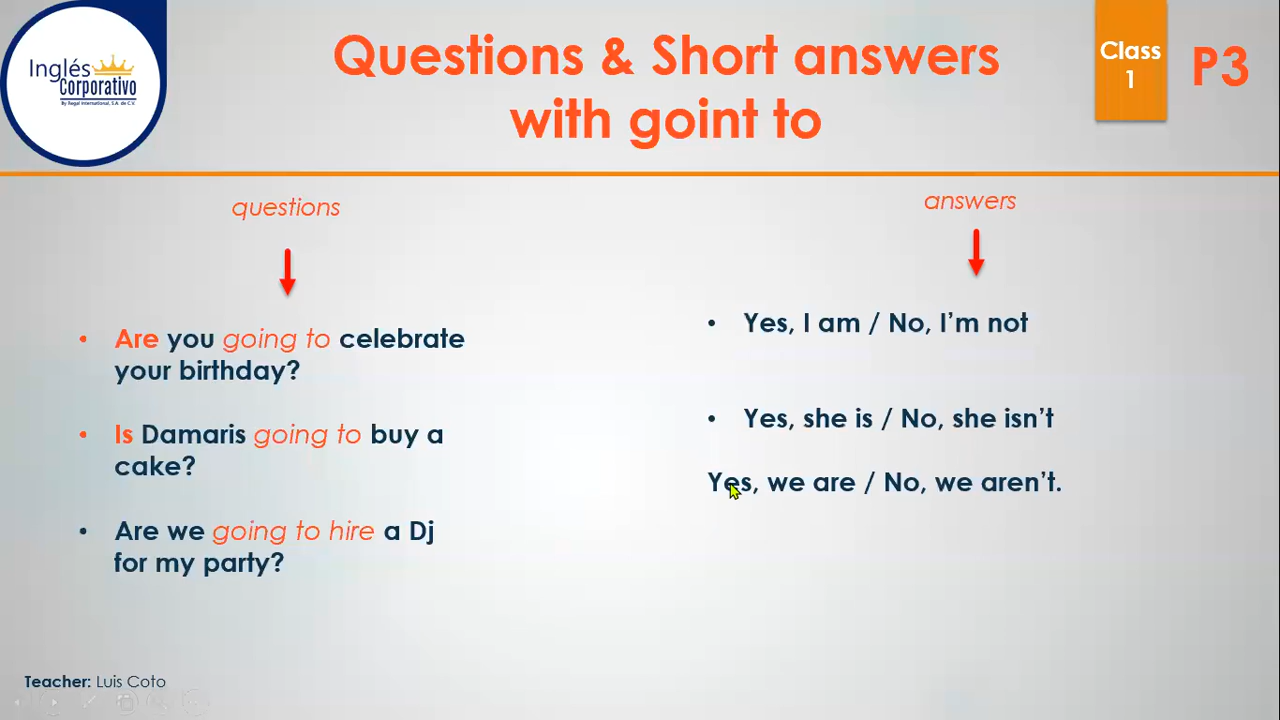 Inglés
Corporativo
By Regal International, S.A. de C.V.
Questions & Short answers
with goint to
Class
1
P3
questions
answers
• Are you going to celebrate
your birthday?
• Is Damaris going to buy a
cake?
• Are we going to hire a Dj
for my party?
• Yes, I am / No, I’m not
• Yes, she is / No, she isn’t
Yes, we are / No, we aren’t.
Teacher: Luis Coto